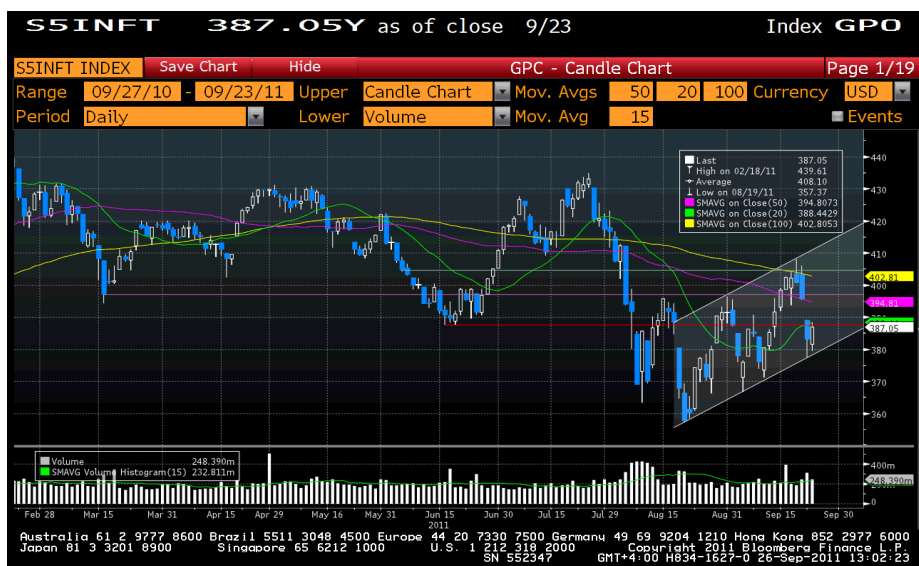 S5INFT 387.05Y as of close 9/23 Index GPO
S5INFT INDEX Save Chart Hide GPC - Candle Chart Page 1/19
Range 09/27/10 - 09/23/11 Upper Candle Chart Mov. Avgs 50 20 100 Currency USD
Period Daily Lower Volume Mov. Avg 15 Events
Last 387.05
High on 02/18/11 439.61
Average 408.10
Low on 08/19/11 357.37
SMAVG on Close(50) 394.8073
SMAVG on Close(20) 388.4429
SMAVG on Close(100) 402.8053
440
430
420
410
402.81
400
394.81
387.05
380
370
360
Volume 248.390m
SMAVG Volume Histogram(15) 232.811m
400m
248.390m
0
Feb 28 Mar 15 Mar 31 Apr 15 Apr 29 Mar 16 May 31 Jun 15 Jun 30 Jul 15 Jul 29 Aug 15 Aug 31 Sep 15 Sep 30
2011
Australia 61 2 9777 8600 Brazil 5511 3048 4500 Europe 44 20 7330 7500 Germany 49 69 9204 1210 Hong Kong 852 2977 6000
Japan 81 3 3201 8900 Singapore 65 6212 1000 U.S. 1 212 318 2000 Copyright 2011 Bloomberg Finance L.P.
SN 552347 GMT+4:00 H834-1627-0 26-Sep-2011 13:02:23